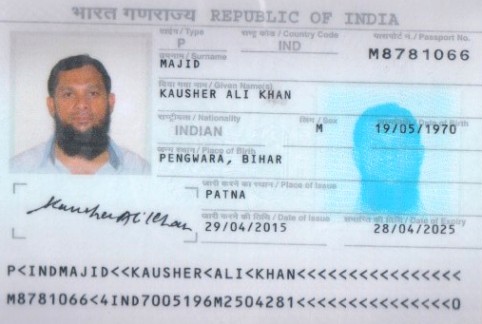 भारत गणराज्य REPUBLIC OF INDIA
टाईप / Type राष्ट्र कोड / Country Code पासपोर्ट न. / Passport No.
P IND M8781066
उपनाम / Surname
MAJID
दिया गया नाम / Given Name(s)
KAUSHER ALI KHAN
राष्ट्रीयता / Nationality लिंग / Sex Date of Birth
INDIAN M 19/05/1970
जन्म स्थान / Place of Birth
PENGWARA, BIHAR
जारी करने का स्थान / Place of Issue
PATNA
जारी करने की तिथि / Date of Issue समाप्ति की तिथि / Date of Expiry
29/04/2015 28/04/2025
Kausher Ali Khan
P<INDMAJID<<KAUSHER<ALI<KHAN<<<<<<<<<<<<<<<<
M8781066<4IND7005196M2504281<<<<<<<<<<<<<<<0